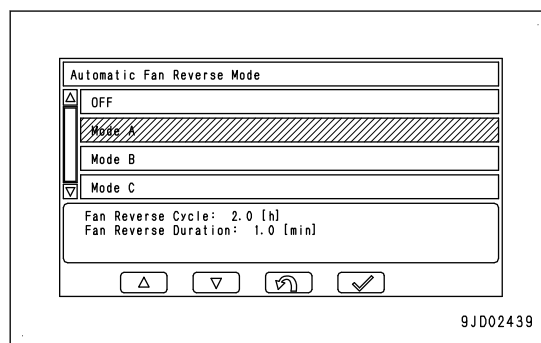 Automatic Fan Reverse Mode
OFF
Mode A
Mode B
Mode C
Fan Reverse Cycle: 2.0 [h]
Fan Reverse Duration: 1.0 [min]
9JD02439